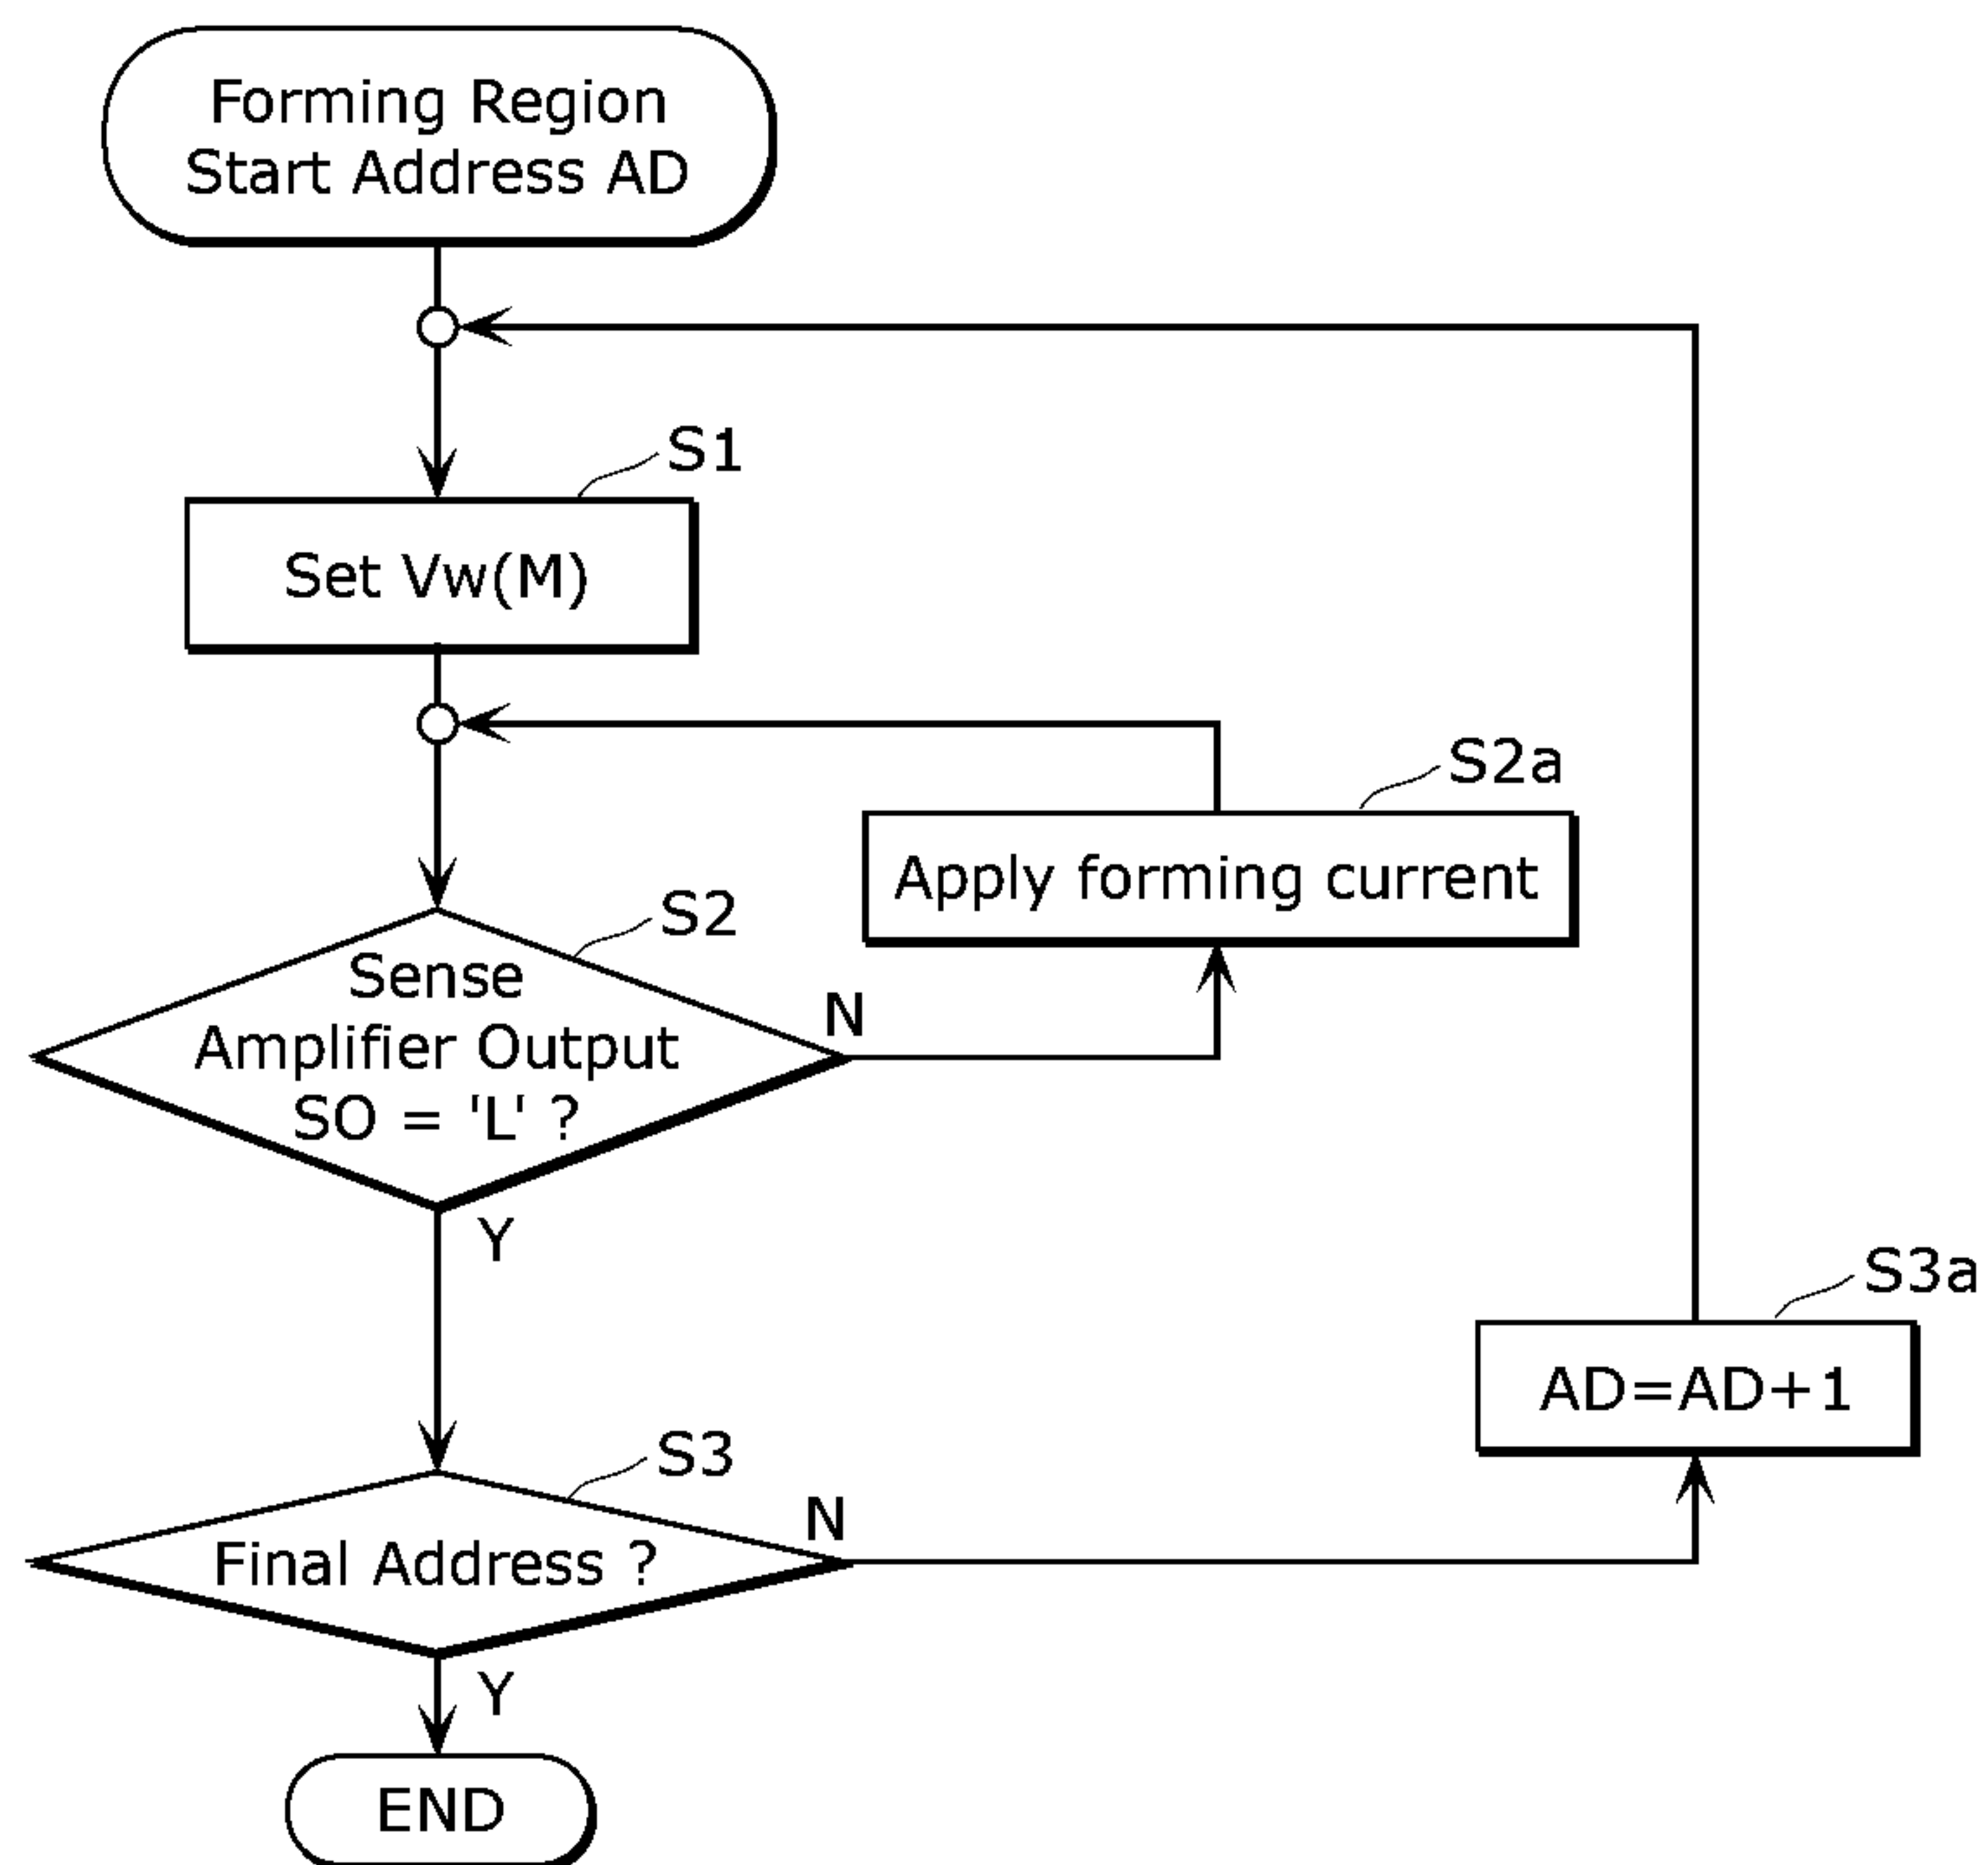 Forming Region
Start Address AD
S1
Set Vw(M)
S2a
Apply forming current
S2
Sense
Amplifier Output
SO = 'L' ?
N
Y
S3a
AD=AD+1
S3
Final Address ?
N
Y
END